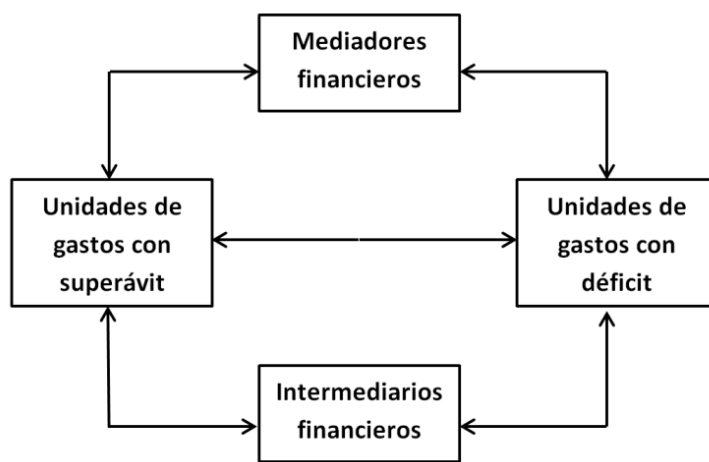 Mediadores
financieros
Unidades de
gastos con
superávit
Unidades de
gastos con
déficit
Intermediarios
financieros